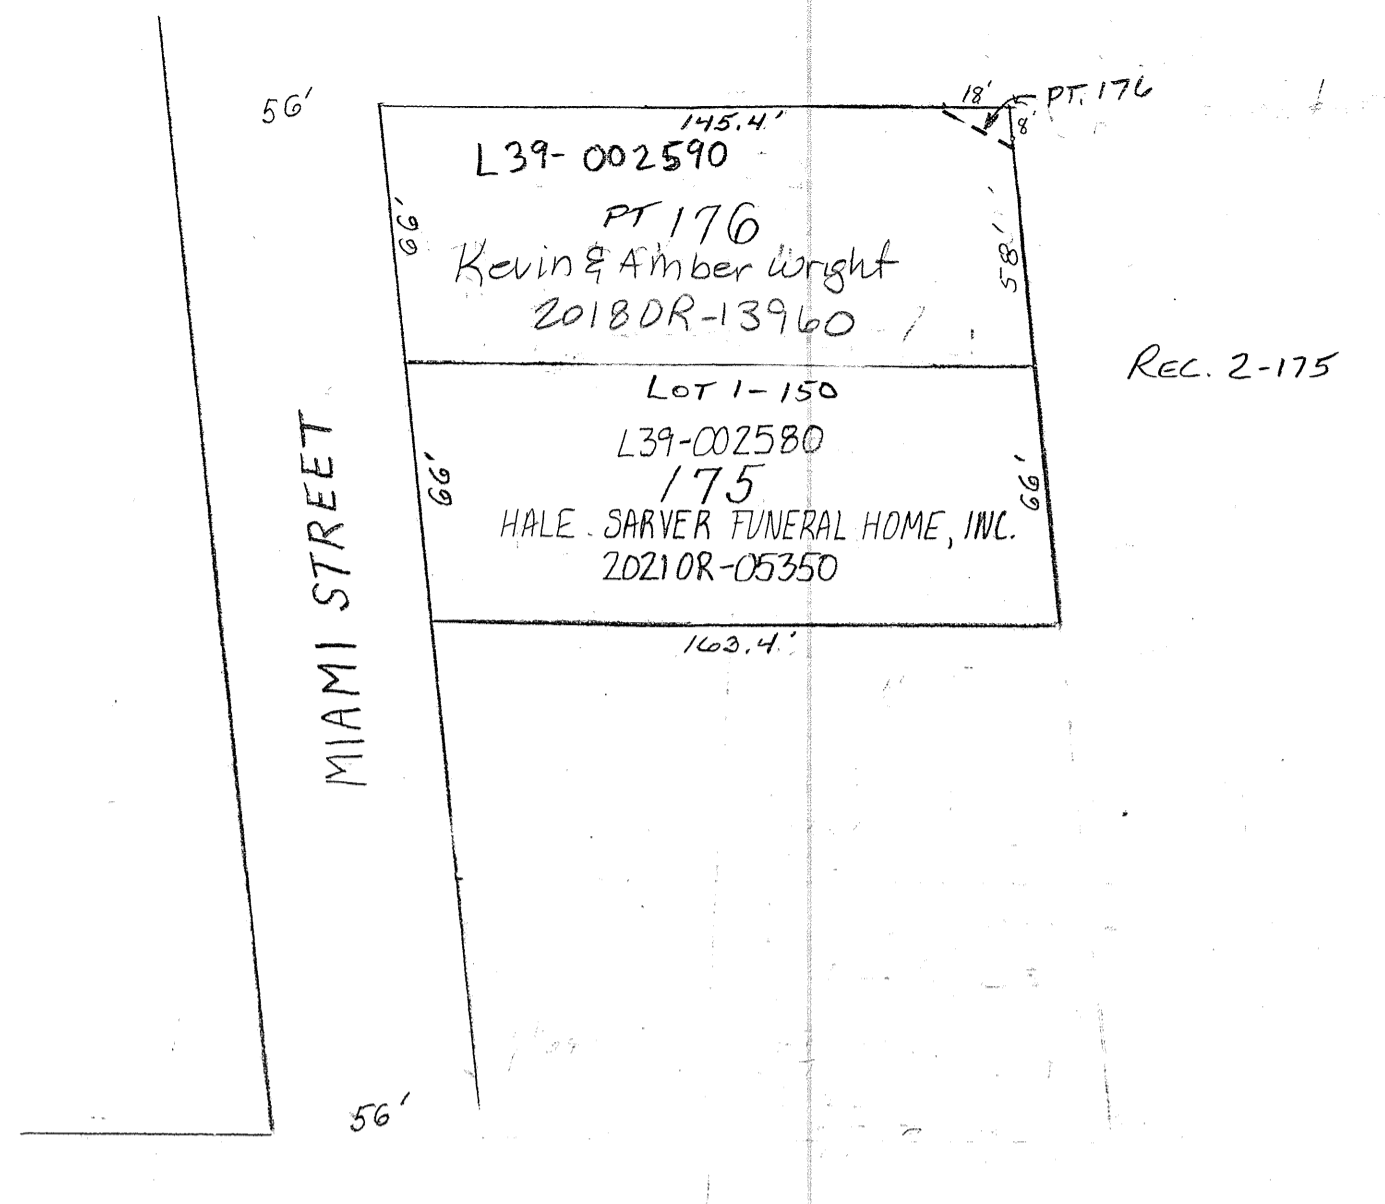 56'
18'
PT. 176
145.4'
8'
L39-002590
66'
PT 176
58'
Kevin & Amber Wright
2018OR-13960
REC. 2-175
LOT 1-150
L39-002580
66'
175
66'
HALE SARVER FUNERAL HOME, INC.
2021OR-05350
MIAMI STREET
163.4'
56'